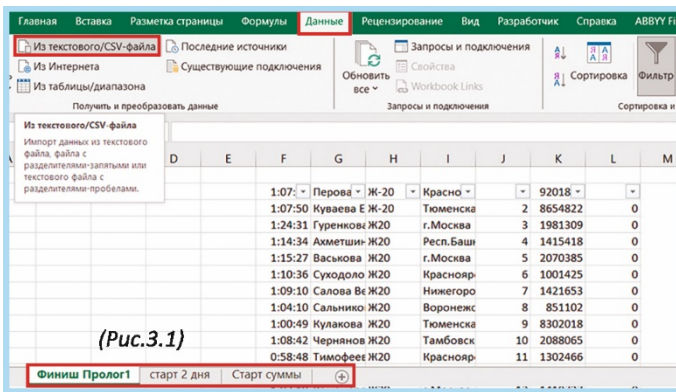 Главная Вставка Разметка страницы Формулы Данные Рецензирование Вид Разработчик Справка ABBYY Fi
Из текстового/CSV-файла Последние источники Запросы и подключения
Из Интернета Существующие подключения Обновить все Свойства Сортировка Фильтр
Из таблицы/диапазона Workbook Links
Получить и преобразовать данные Запросы и подключения Сортировка и
Из текстового/CSV-файла
Импорт данных из текстового
файла, файла с
разделителями-запятыми или
текстового файла с
разделителями-пробелами.
D E F G H I J K L M
1:07: Перова Ж-20 Красно 92018
1:07:50 Куваева Е Ж-20 Тюменска 2 8654822 0
1:24:31 Гуренкова Ж20 г.Москва 3 1981309 0
1:14:34 Ахметшин Ж20 Респ.Баш 4 1415418 0
1:15:27 Васькова Ж20 г.Москва 5 2070385 0
1:10:36 Суходоло Ж20 Краснояр 6 1001425 0
1:09:10 Салова Ве Ж20 Нижегоро 7 1421653 0
1:04:10 Сальнико Ж20 Воронежс 8 851102 0
1:00:49 Кулакова Ж20 Тюменска 9 8302018 0
1:08:42 Чернянов Ж20 Тамбовск 10 2088065 0
0:58:48 Тимофеев Ж20 Краснояр 11 1302466 0
(Рис.3.1)
Финиш Пролог1 старт 2 дня Старт суммы